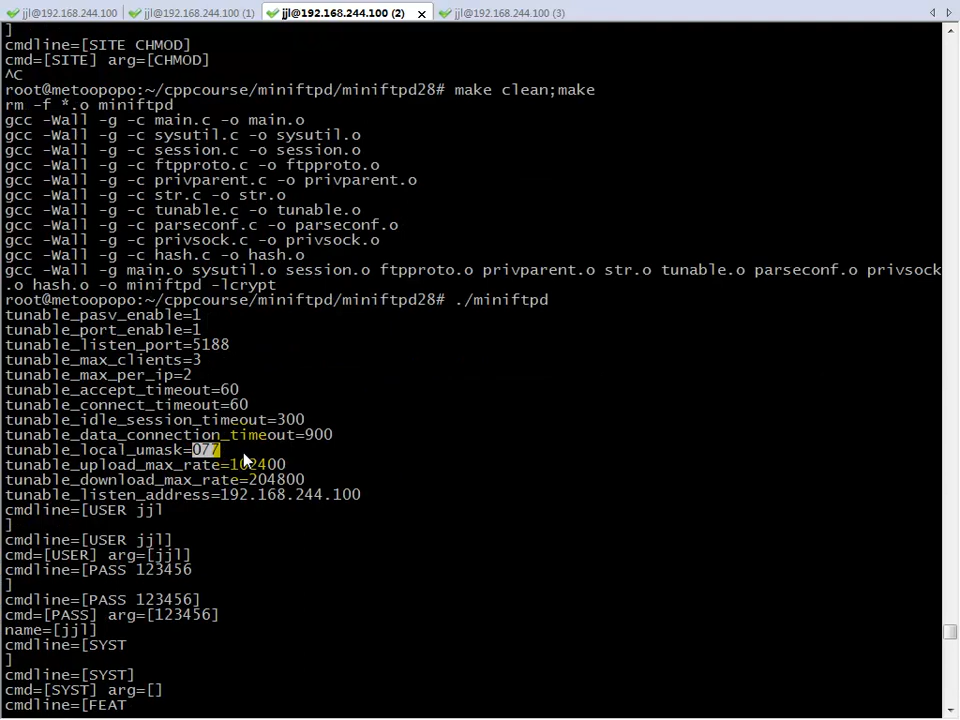 jjl@192.168.244.100
jjl@192.168.244.100 (1)
jjl@192.168.244.100 (2)
jjl@192.168.244.100 (3)
]
cmdline=[SITE CHMOD]
cmd=[SITE] arg=[CHMOD]
^C
root@metoopopo:~/cppcourse/miniftpd/miniftpd28# make clean;make
rm -f *.o miniftpd
gcc -Wall -g -c main.c -o main.o
gcc -Wall -g -c sysutil.c -o sysutil.o
gcc -Wall -g -c session.c -o session.o
gcc -Wall -g -c ftpproto.c -o ftpproto.o
gcc -Wall -g -c privparent.c -o privparent.o
gcc -Wall -g -c str.c -o str.o
gcc -Wall -g -c tunable.c -o tunable.o
gcc -Wall -g -c parseconf.c -o parseconf.o
gcc -Wall -g -c privsock.c -o privsock.o
gcc -Wall -g -c hash.c -o hash.o
gcc -Wall -g main.o sysutil.o session.o ftpproto.o privparent.o str.o tunable.o parseconf.o privsock
.o hash.o -o miniftpd -lcrypt
root@metoopopo:~/cppcourse/miniftpd/miniftpd28# ./miniftpd
tunable_pasv_enable=1
tunable_port_enable=1
tunable_listen_port=5188
tunable_max_clients=3
tunable_max_per_ip=2
tunable_accept_timeout=60
tunable_connect_timeout=60
tunable_idle_session_timeout=300
tunable_data_connection_timeout=900
tunable_local_umask=077
tunable_upload_max_rate=102400
tunable_download_max_rate=204800
tunable_listen_address=192.168.244.100
cmdline=[USER jjl
]
cmdline=[USER jjl]
cmd=[USER] arg=[jjl]
cmdline=[PASS 123456
]
cmdline=[PASS 123456]
cmd=[PASS] arg=[123456]
name=[jjl]
cmdline=[SYST
]
cmdline=[SYST]
cmd=[SYST] arg=[]
cmdline=[FEAT